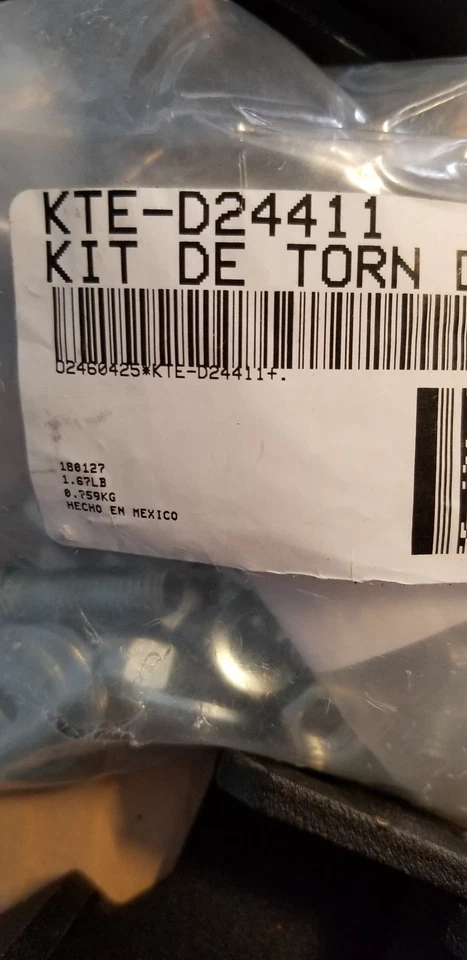 KTE-D24411
KIT DE TORN D
D2460425*KTE-D24411+.
180127
1.67LB
0.759KG
HECHO EN MEXICO